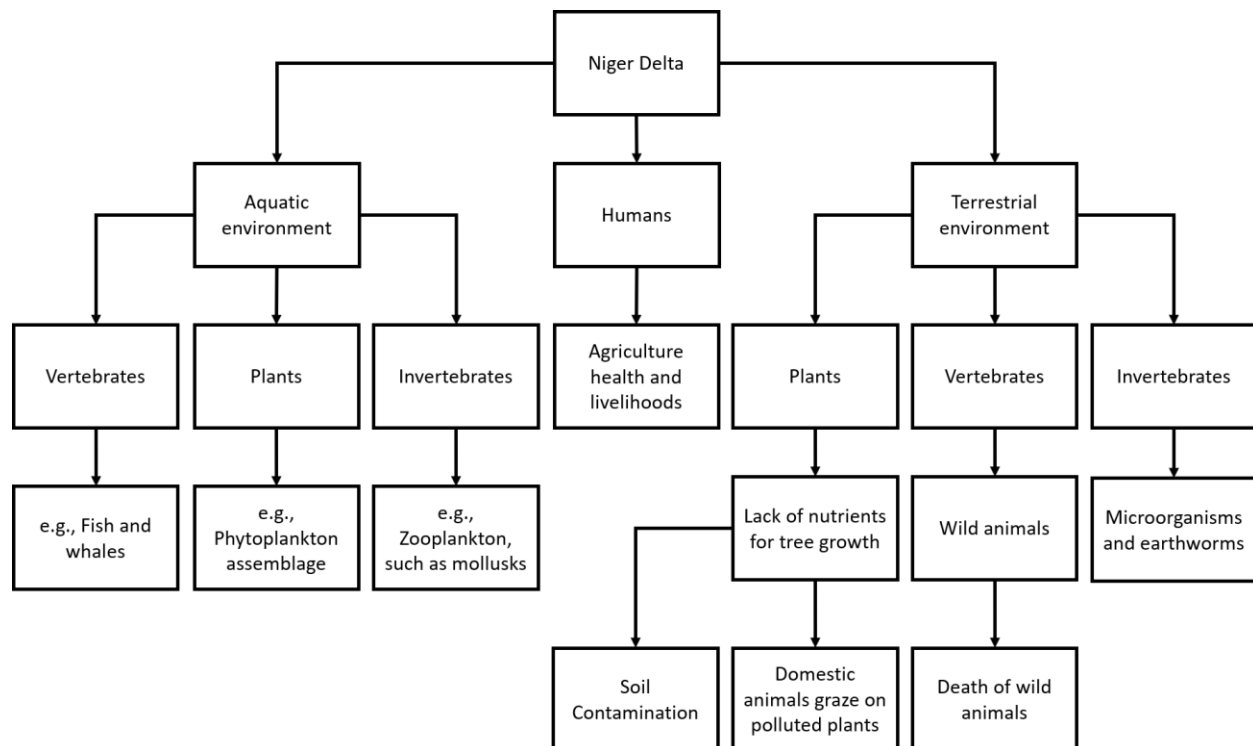 Niger Delta
Aquatic
environment
Humans
Terrestrial
environment
Vertebrates
Plants
Invertebrates
Agriculture
health and
livelihoods
Plants
Vertebrates
Invertebrates
e.g., Fish and
whales
e.g.,
Phytoplankton
assemblage
e.g.,
Zooplankton,
such as mollusks
Lack of nutrients
for tree growth
Wild animals
Microorganisms
and earthworms
Soil
Contamination
Domestic
animals graze on
polluted plants
Death of wild
animals